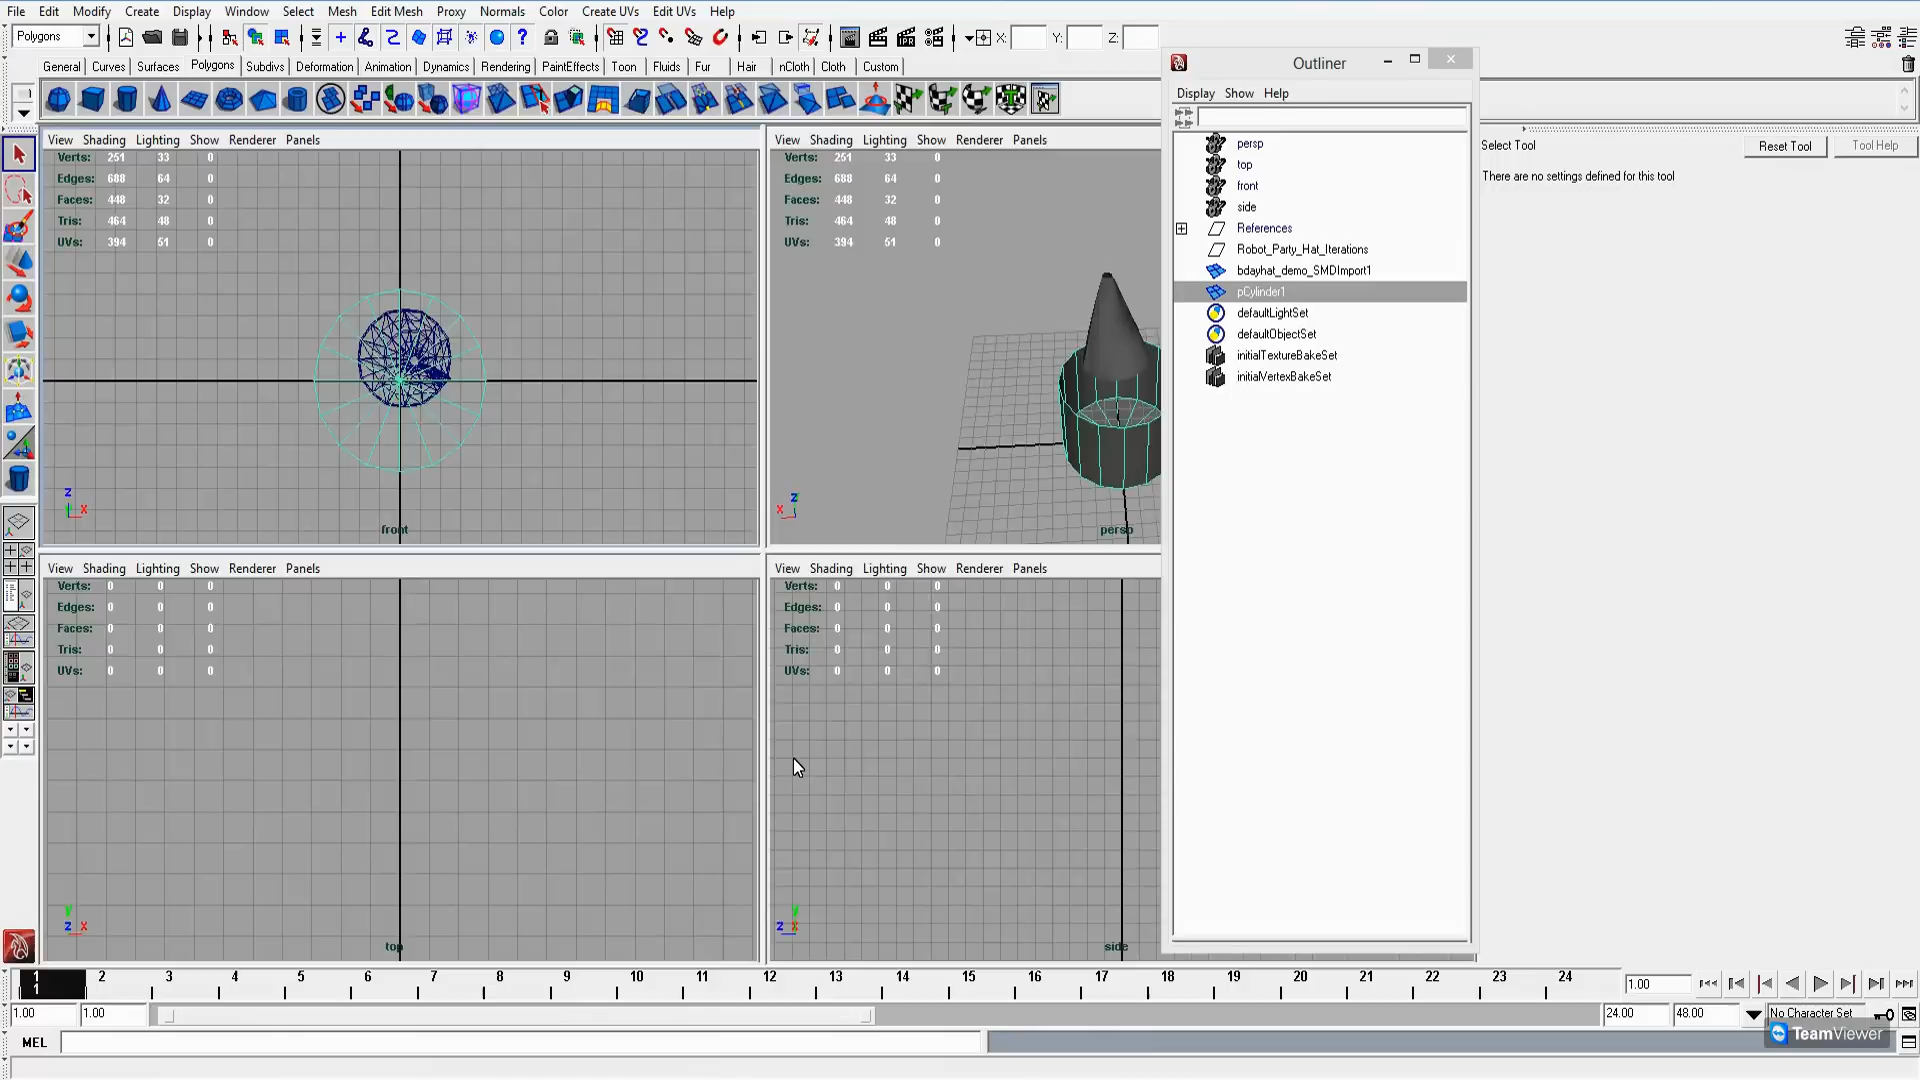 File Edit Modify Create Display Window Select Mesh Edit Mesh Proxy Normals Color Create UVs Edit UVs Help
Polygons X: Y: Z:
General Curves Surfaces Polygons Subdivs Deformation Animation Dynamics Rendering PaintEffects Toon Fluids Fur Hair nCloth Cloth Custom
View Shading Lighting Show Renderer Panels
Verts: 251 33 0
Edges: 688 64 0
Faces: 448 32 0
Tris: 464 48 0
UVs: 394 51 0
z
x
front
View Shading Lighting Show Renderer Panels
Verts: 251 33 0
Edges: 688 64 0
Faces: 448 32 0
Tris: 464 48 0
UVs: 394 51 0
z
x
persp
View Shading Lighting Show Renderer Panels
Verts: 0 0 0
Edges: 0 0 0
Faces: 0 0 0
Tris: 0 0 0
UVs: 0 0 0
y
z x
top
View Shading Lighting Show Renderer Panels
Verts: 0 0 0
Edges: 0 0 0
Faces: 0 0 0
Tris: 0 0 0
UVs: 0 0 0
y
z x
side
Outliner
Display Show Help
persp
top
front
side
References
Robot_Party_Hat_Iterations
bdayhat_demo_SMDImport1
pCylinder1
defaultLightSet
defaultObjectSet
initialTextureBakeSet
initialVertexBakeSet
Select Tool Reset Tool Tool Help
There are no settings defined for this tool
1 2 3 4 5 6 7 8 9 10 11 12 13 14 15 16 17 18 19 20 21 22 23 24 1.00
1
1.00 1.00 24.00 48.00 No Character Set
MEL
TeamViewer